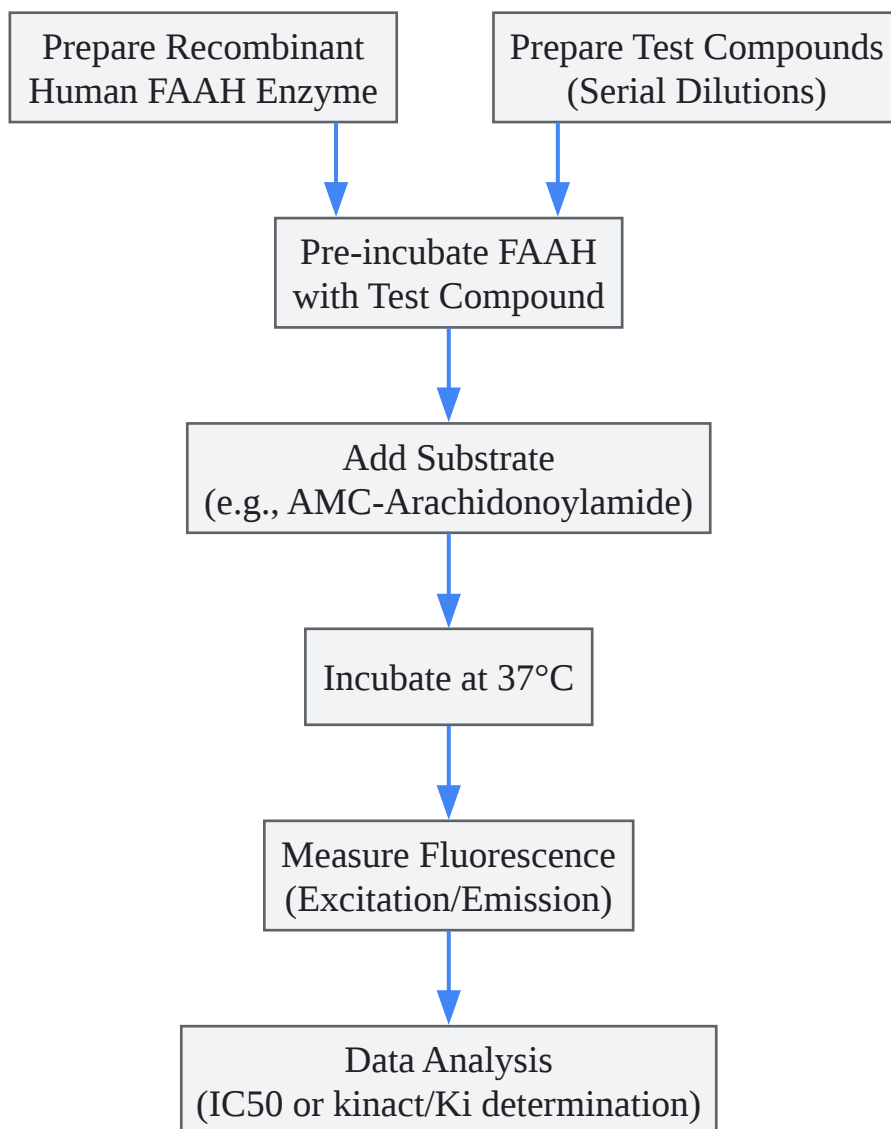 Prepare Recombinant
Human FAAH Enzyme
Prepare Test Compounds
(Serial Dilutions)
Pre-incubate FAAH
with Test Compound
Add Substrate
(e.g., AMC-Arachidonoylamide)
Incubate at 37°C
Measure Fluorescence
(Excitation/Emission)
Data Analysis
(IC50 or kinact/Ki determination)